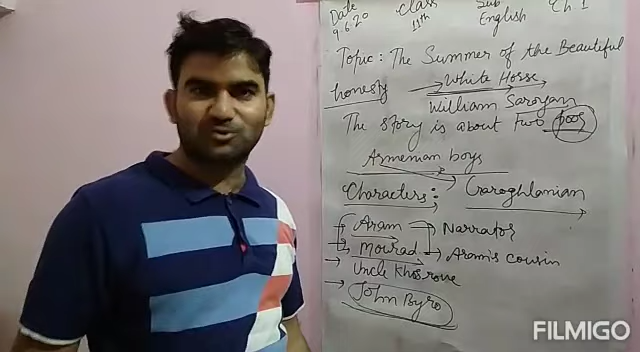 Date Class Sub Ch 1
9.6.20 11th English
Topic: The Summer of the Beautiful
honesty → White Horse
William Saroyan
The story is about two poor
Armenian boys
Characters: Garoghlanian
Aram → Narrator
Mourad → Aram's cousin
→ Uncle Khosrove
→ John Byro
FILMIGO